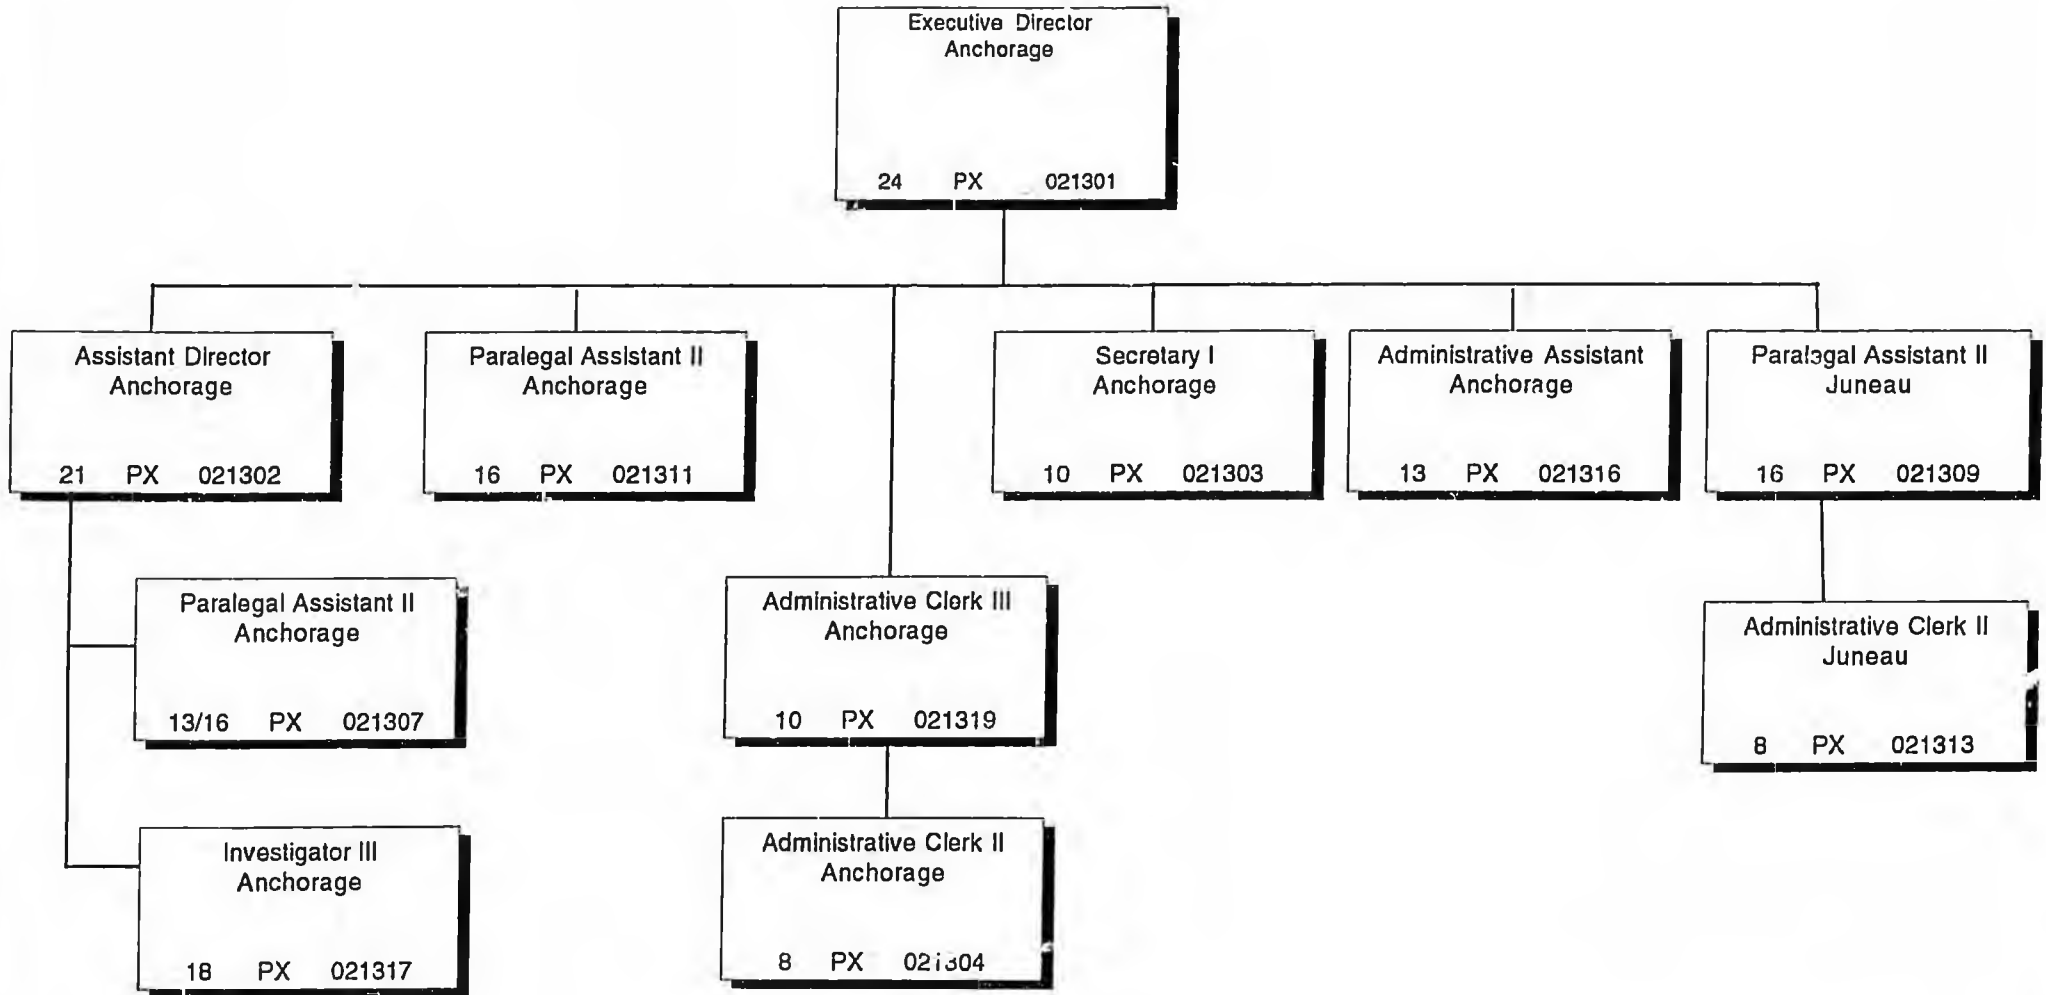 Executive Director
Anchorage
24 PX 021301
Assistant Director
Anchorage
21 PX 021302
Paralegal Assistant II
Anchorage
16 PX 021311
Secretary I
Anchorage
10 PX 021303
Administrative Assistant
Anchorage
13 PX 021316
Paralegal Assistant II
Juneau
16 PX 021309
Paralegal Assistant II
Anchorage
13/16 PX 021307
Administrative Clerk III
Anchorage
10 PX 021319
Administrative Clerk II
Juneau
8 PX 021313
Investigator III
Anchorage
18 PX 021317
Administrative Clerk II
Anchorage
8 PX 021304